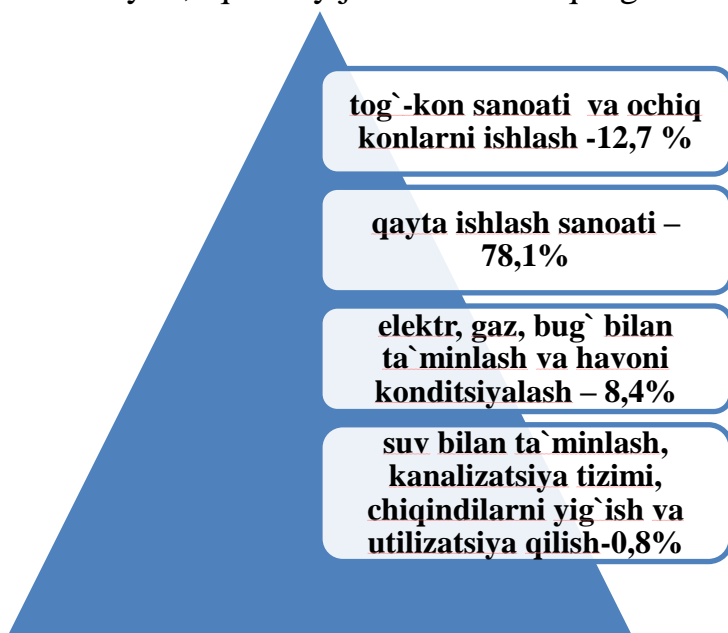 tog`-kon sanoati va ochiq
konlarni ishlash -12,7 %
qayta ishlash sanoati –
78,1%
elektr, gaz, bug` bilan
ta`minlash va havoni
konditsiyalash – 8,4%
suv bilan ta`minlash,
kanalizatsiya tizimi,
chiqindilarni yig`ish va
utilizatsiya qilish-0,8%